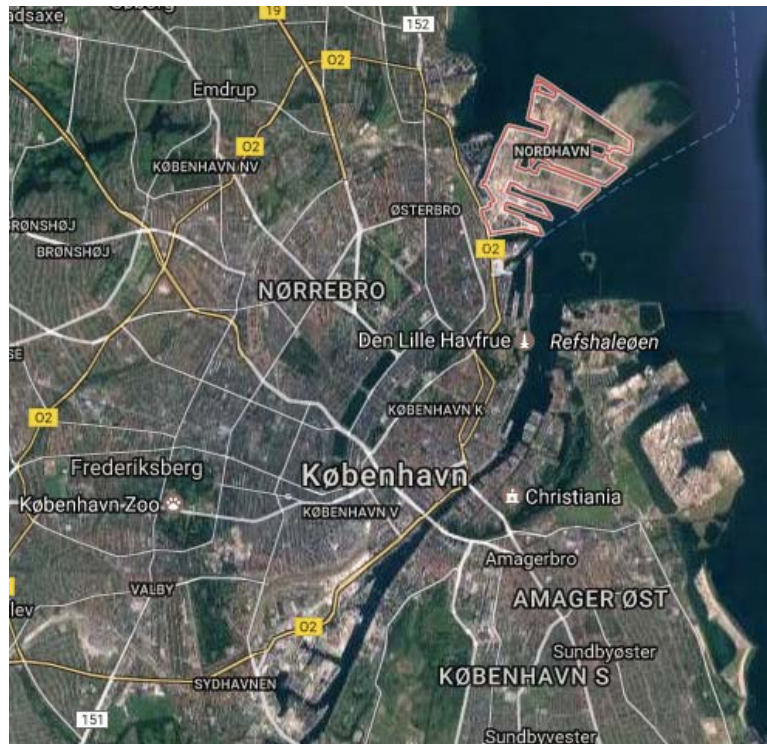 19
152
O2
Emdrup
O2
KØBENHAVN NV
NORDHAVN
ØSTERBRO
BRØNSHØJ
O2
NØRREBRO
Den Lille Havfrue
Refshaleøen
KØBENHAVN K
O2
Frederiksberg
København
København Zoo
Christiania
KØBENHAVN V
Amagerbro
VALBY
AMAGER ØST
O2
Sundbyøster
KØBENHAVN S
SYDHAVNEN
151
Sundbyvester